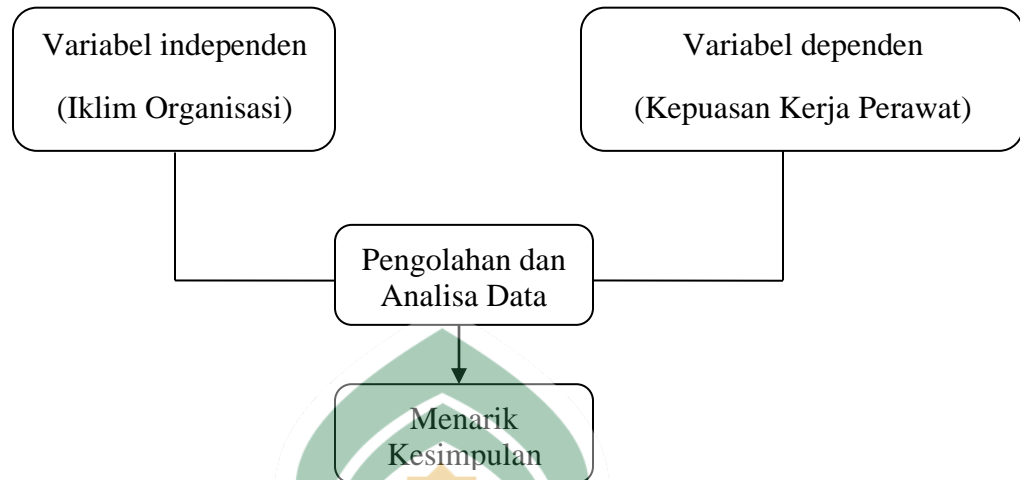 Variabel independen
(Iklim Organisasi)
Variabel dependen
(Kepuasan Kerja Perawat)
Pengolahan dan
Analisa Data
Menarik
Kesimpulan